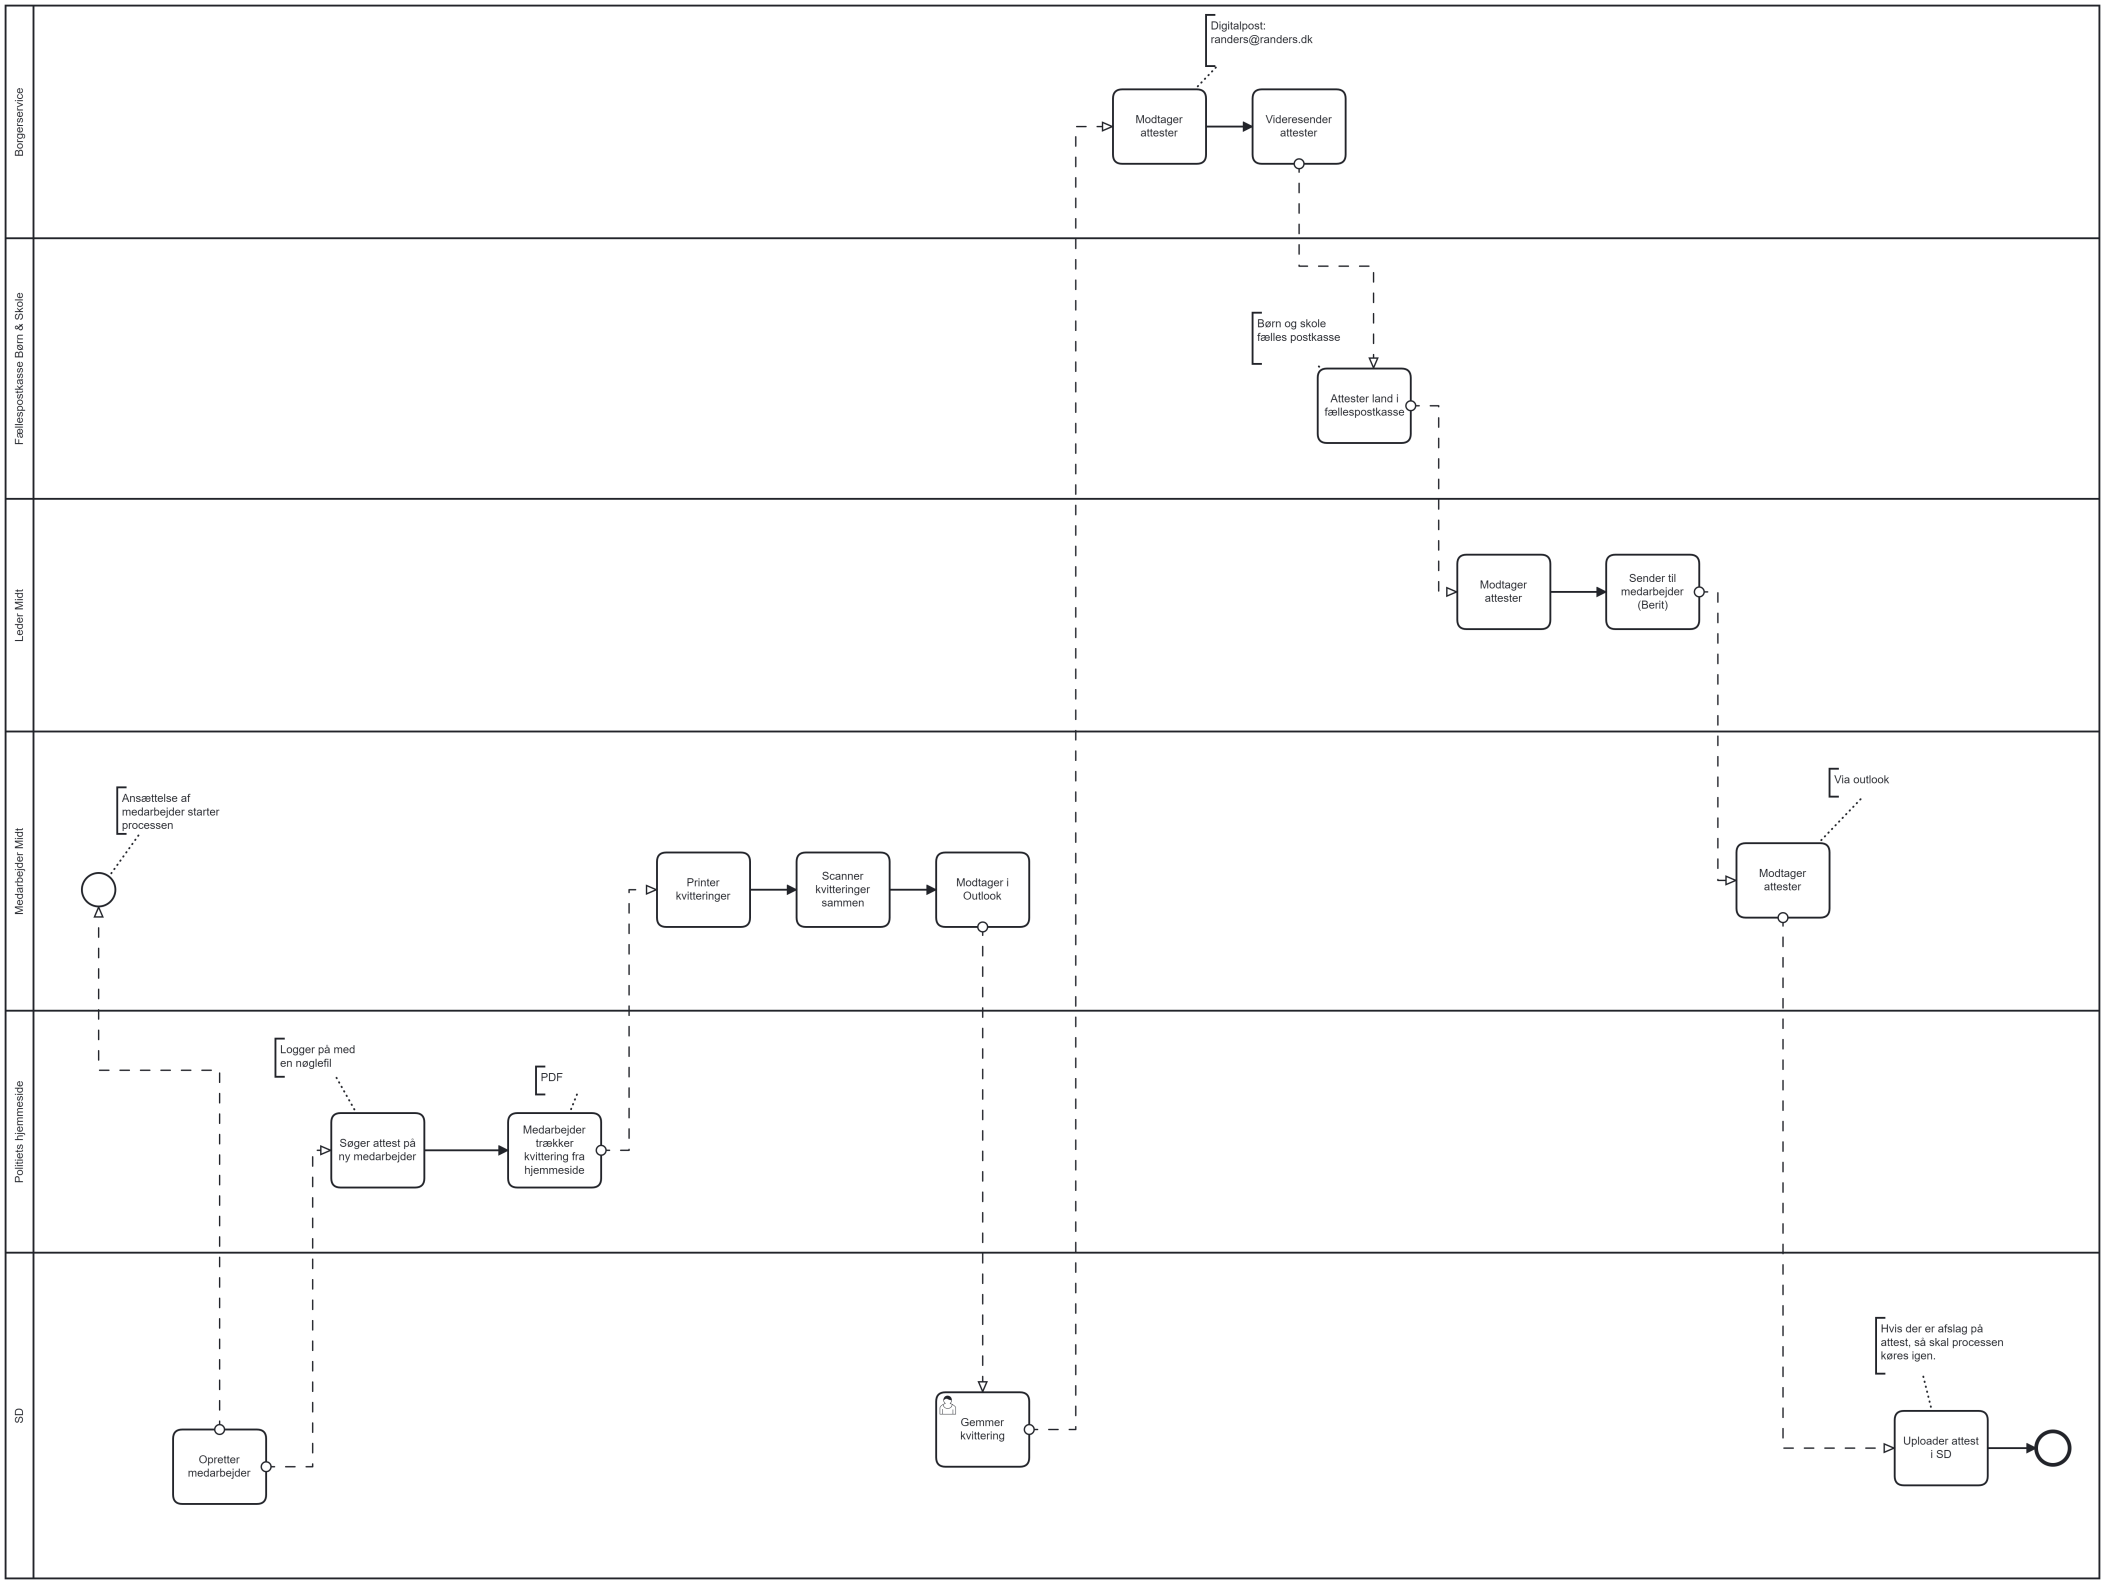 Borgerservice
Digitalpost:
randers@randers.dk
Modtager
attester
Videresender
attester
Fællespostkasse Børn & Skole
Børn og skole
fælles postkasse
Attester land i
fællespostkasse
Leder Midt
Modtager
attester
Sender til
medarbejder
(Berit)
Medarbejder Midt
Ansættelse af
medarbejder starter
processen
Printer
kvitteringer
Scanner
kvitteringer
sammen
Modtager i
Outlook
Via outlook
Modtager
attester
Politiets hjemmeside
Logger på med
en nøglefil
Søger attest på
ny medarbejder
PDF
Medarbejder
trækker
kvittering fra
hjemmeside
SD
Opretter
medarbejder
Gemmer
kvittering
Hvis der er afslag på
attest, så skal processen
køres igen.
Uploader attest
i SD